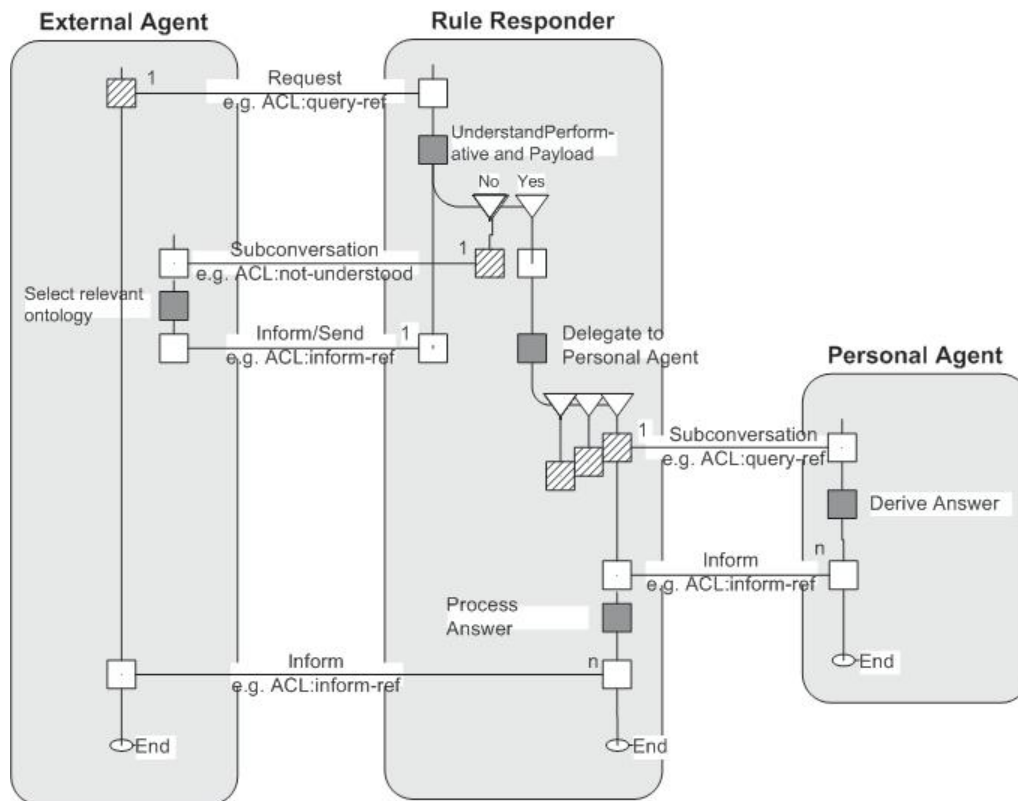 External Agent
Rule Responder
1
Request
e.g. ACL:query-ref
UnderstandPerform-
ative and Payload
No
Yes
Subconversation
1
e.g. ACL:not-understood
Select relevant
ontology
Inform/Send
1
e.g. ACL:inform-ref
Delegate to
Personal Agent
Personal Agent
1
Subconversation
e.g. ACL:query-ref
Derive Answer
Inform
n
e.g. ACL:inform-ref
Process
Answer
Inform
n
e.g. ACL:inform-ref
End
End
End